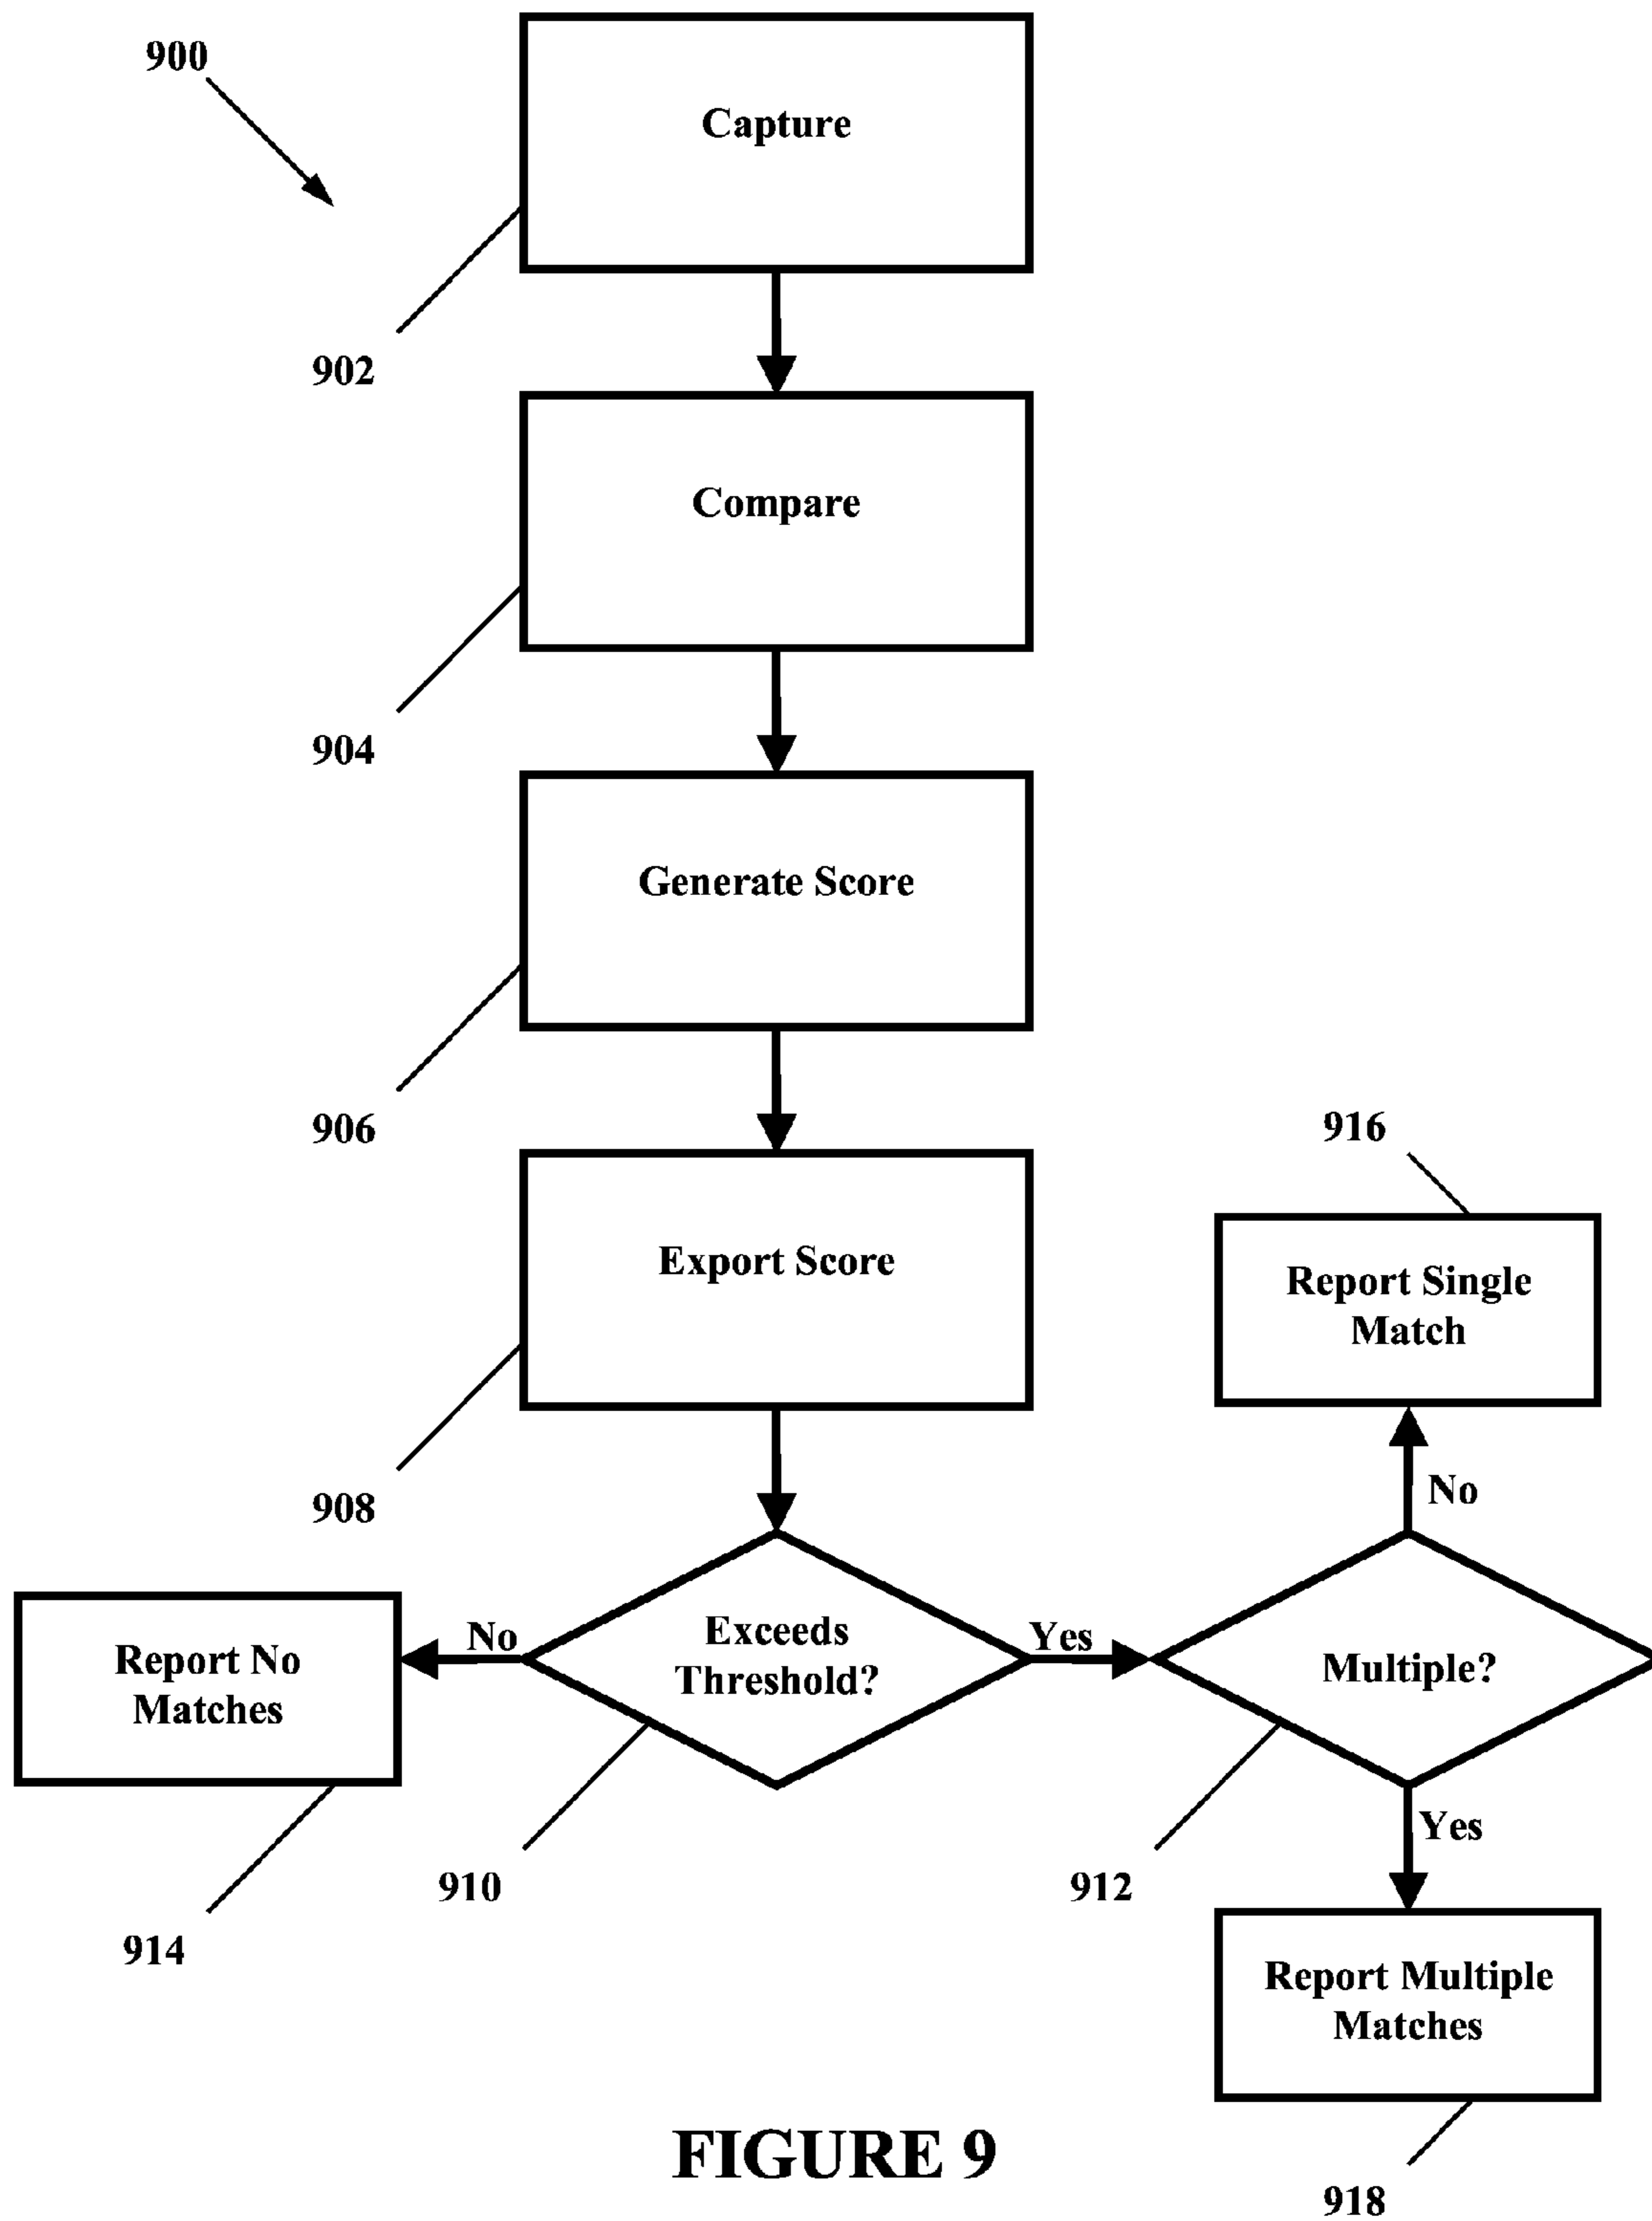 900
Capture
902
Compare
904
Generate Score
906
916
Export Score
Report Single
Match
908
No
Report No
Matches
No
Exceeds
Threshold?
Yes
Multiple?
Yes
910
912
914
Report Multiple
Matches
FIGURE 9
918